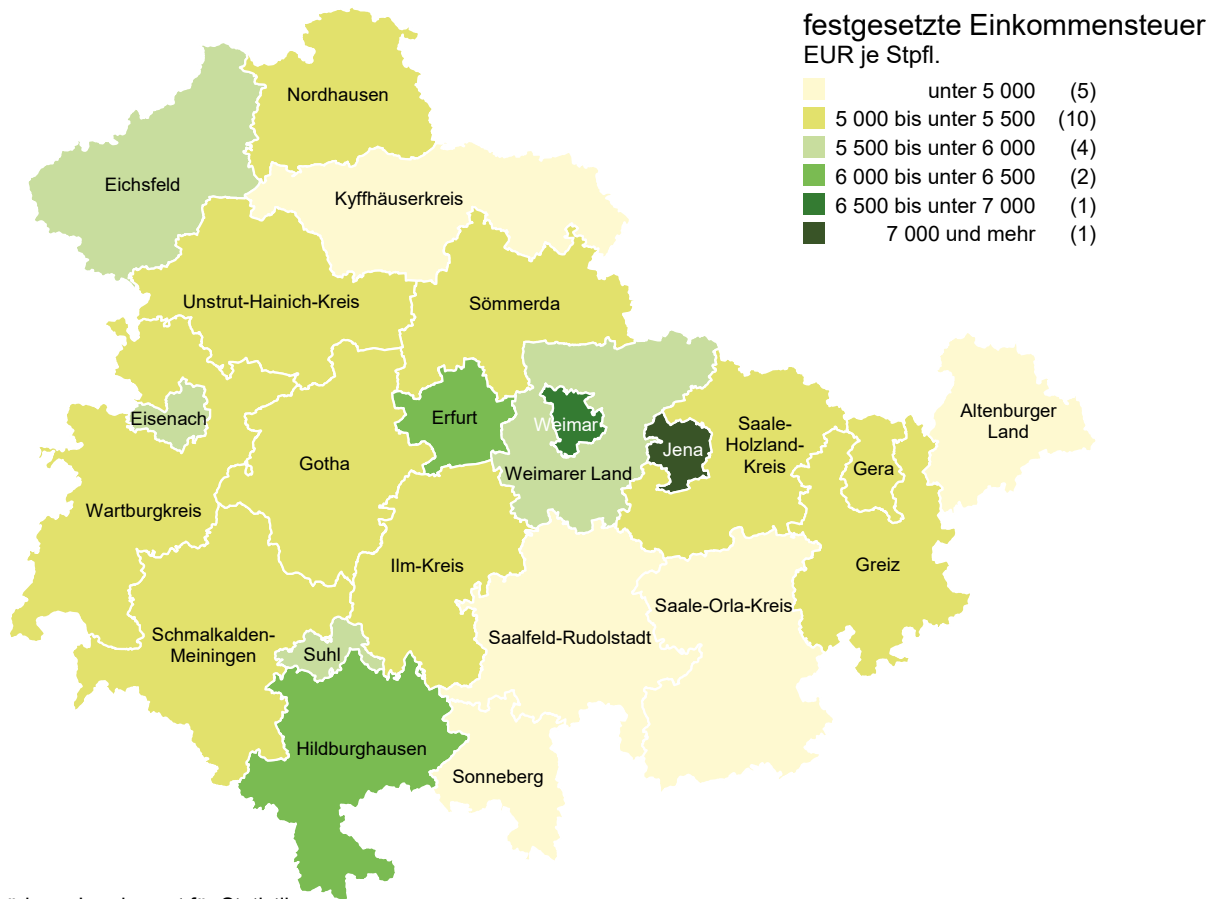 festgesetzte Einkommensteuer
EUR je Stpfl.
unter 5 000 (5)
5 000 bis unter 5 500 (10)
5 500 bis unter 6 000 (4)
6 000 bis unter 6 500 (2)
6 500 bis unter 7 000 (1)
7 000 und mehr (1)
Nordhausen
Eichsfeld
Kyffhäuserkreis
Unstrut-Hainich-Kreis
Sömmerda
Eisenach
Erfurt
Weimar
Jena
Saale-
Holzland-
Kreis
Altenburger
Land
Gotha
Weimarer Land
Gera
Wartburgkreis
Ilm-Kreis
Greiz
Saale-Orla-Kreis
Schmalkalden-
Meiningen
Suhl
Saalfeld-Rudolstadt
Hildburghausen
Sonneberg